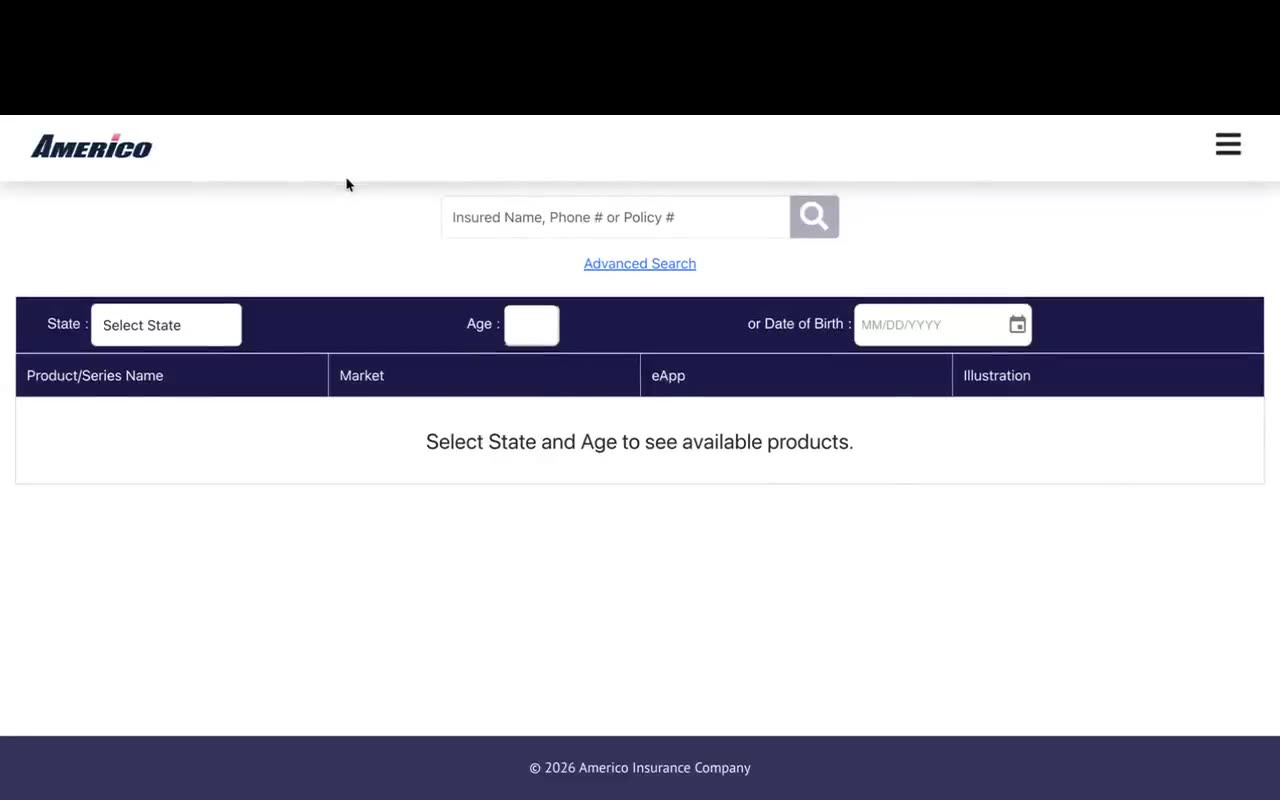 AMERICO
Insured Name, Phone # or Policy #
Advanced Search
State : Select State Age : or Date of Birth : MM/DD/YYYY
Product/Series Name Market eApp Illustration
Select State and Age to see available products.
© 2026 Americo Insurance Company